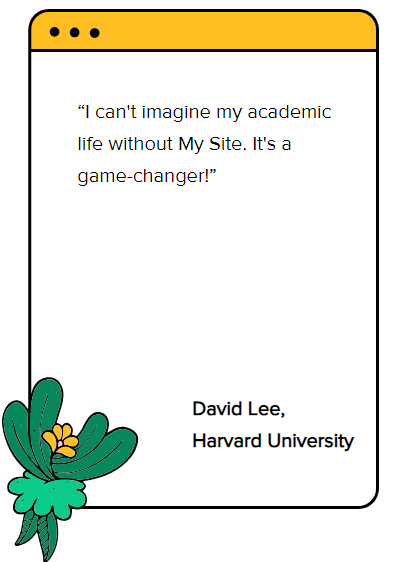 “I can't imagine my academic
life without My Site. It's a
game-changer!”
David Lee,
Harvard University